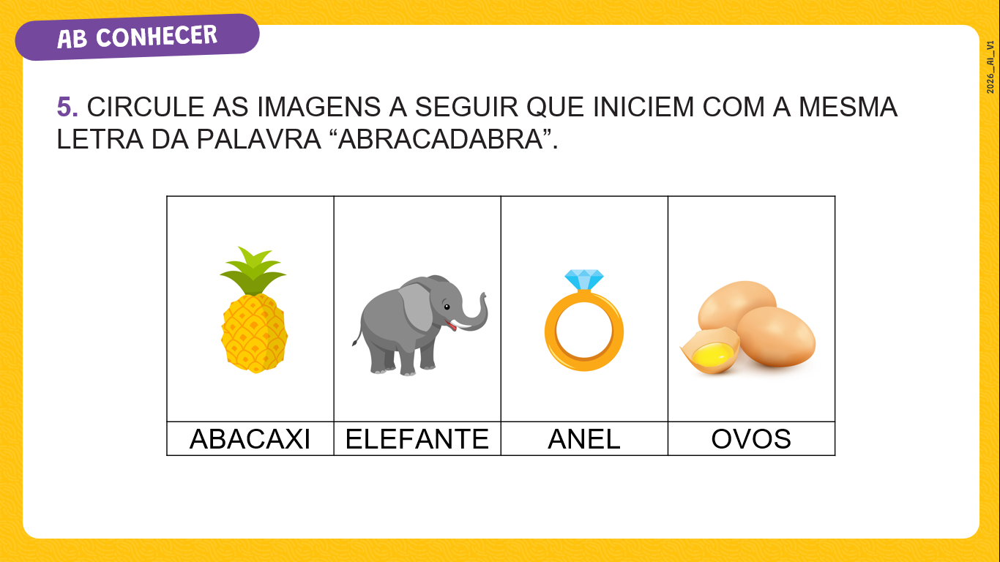 AB CONHECER
2026_AI_V1
5. CIRCULE AS IMAGENS A SEGUIR QUE INICIEM COM A MESMA
LETRA DA PALAVRA “ABRACADABRA”.
ABACAXI
ELEFANTE
ANEL
OVOS